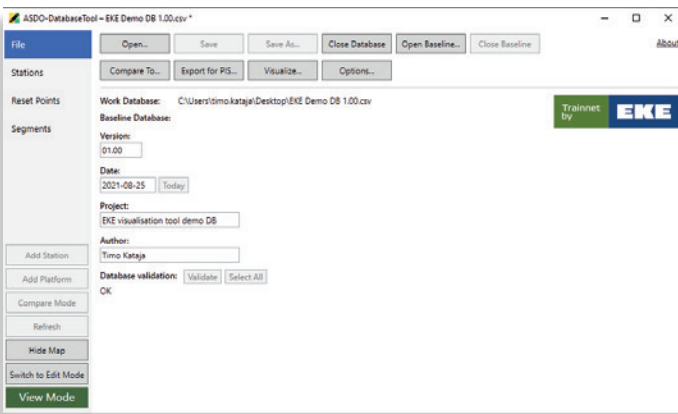 ASDO-DatabaseTool – EKE Demo DB 1.00.csv *
File
Stations
Reset Points
Segments
Add Station
Add Platform
Compare Mode
Refresh
Hide Map
Switch to Edit Mode
View Mode
Open... Save Save As... Close Database Open Baseline... Close Baseline About
Compare To... Export for PIS... Visualize... Options...
Work Database: C:\Users\timo.kataja\Desktop\EKE Demo DB 1.00.csv
Baseline Database:
Trainnet
by EKE
Version:
01.00
Date:
2021-08-25 Today
Project:
EKE visualisation tool demo DB
Author:
Timo Kataja
Database validation: Validate Select All
OK